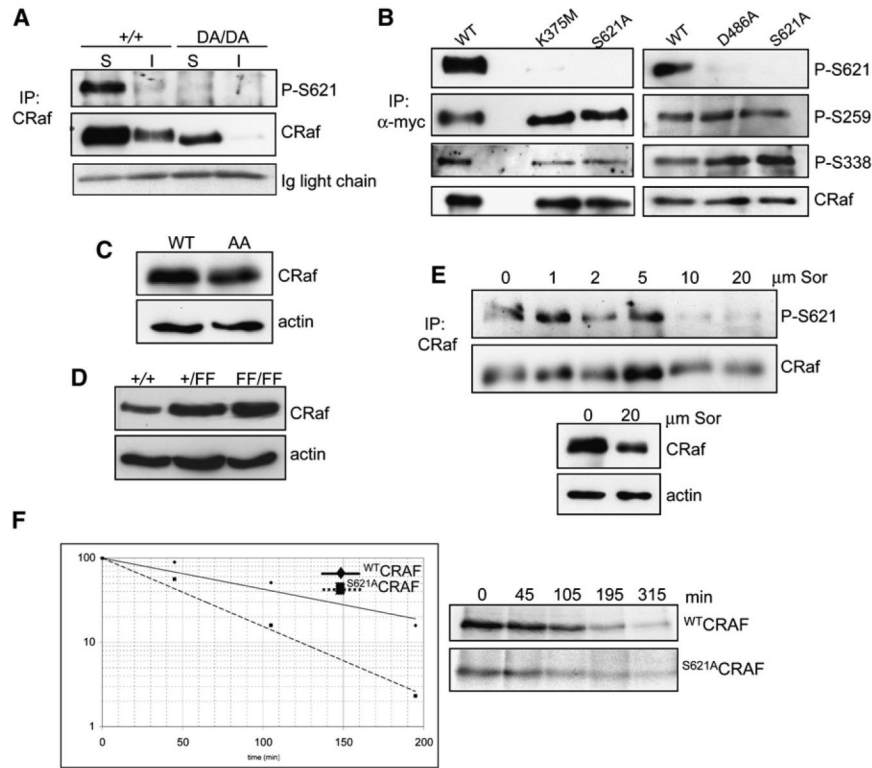 A
+/+ DA/DA
S I S I
IP:
CRaf
P-S621
CRaf
Ig light chain
B
WT K375M S621A WT D486A S621A
IP:
α-myc
P-S621
P-S259
P-S338
CRaf
C
WT AA
CRaf
actin
D
+/+ +/FF FF/FF
CRaf
actin
E
0 1 2 5 10 20 μm Sor
IP:
CRaf
P-S621
CRaf
0 20 μm Sor
CRaf
actin
F
100
10
1
0 50 100 150 200
time (min)
WTCRAF
S621ACRAF
0 45 105 195 315 min
WTCRAF
S621ACRAF